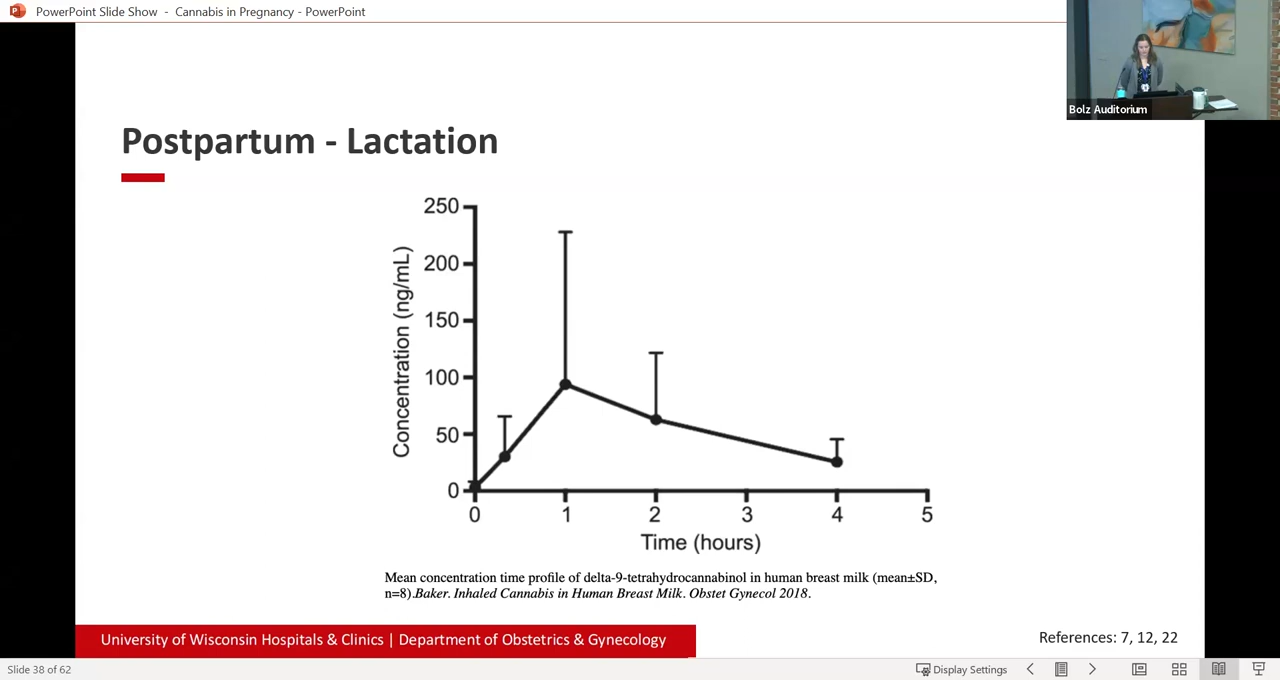 PowerPoint Slide Show - Cannabis in Pregnancy - PowerPoint
Bolz Auditorium
Postpartum - Lactation
250
200
150
100
50
0
Concentration (ng/mL)
0 1 2 3 4 5
Time (hours)
Mean concentration time profile of delta-9-tetrahydrocannabinol in human breast milk (mean±SD,
n=8).Baker. Inhaled Cannabis in Human Breast Milk. Obstet Gynecol 2018.
University of Wisconsin Hospitals & Clinics | Department of Obstetrics & Gynecology
References: 7, 12, 22
Slide 38 of 62
Display Settings